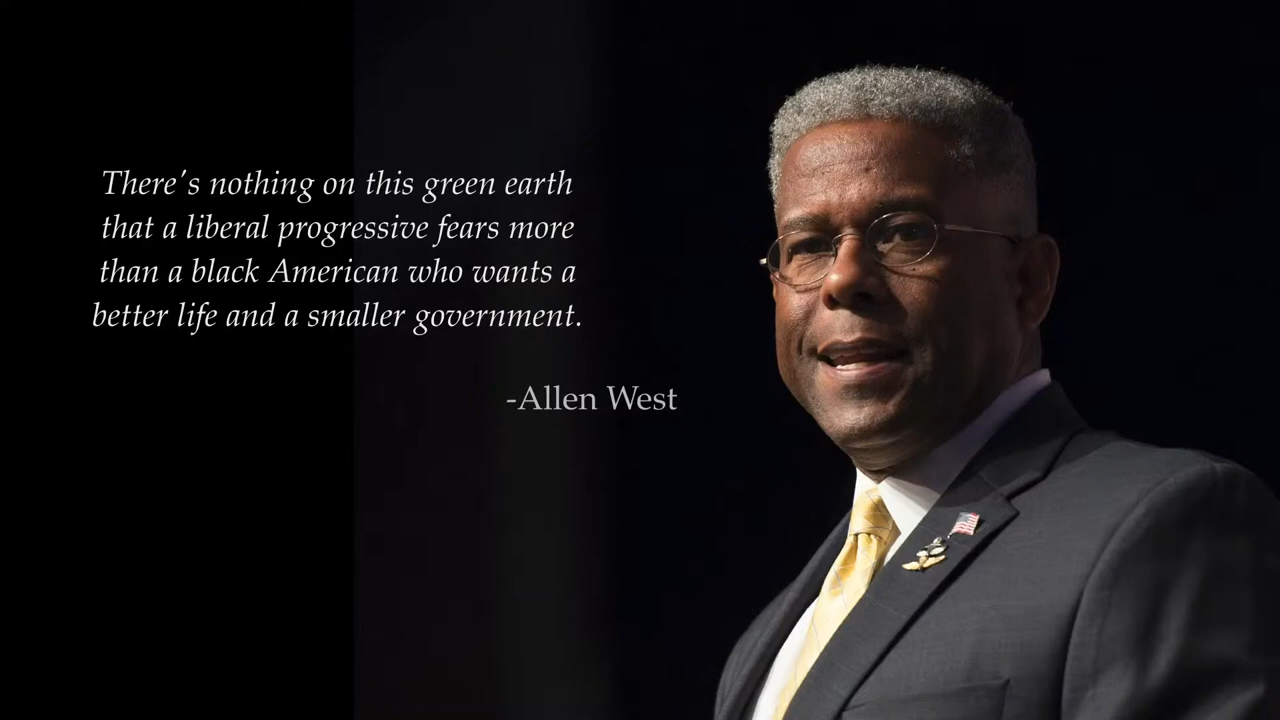 There's nothing on this green earth
that a liberal progressive fears more
than a black American who wants a
better life and a smaller government.
-Allen West